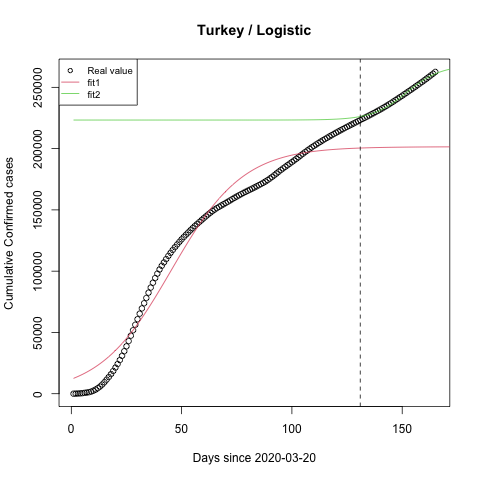 Turkey / Logistic
Real value
fit1
fit2
Cumulative Confirmed cases
250000
200000
150000
100000
50000
0
0 50 100 150
Days since 2020-03-20